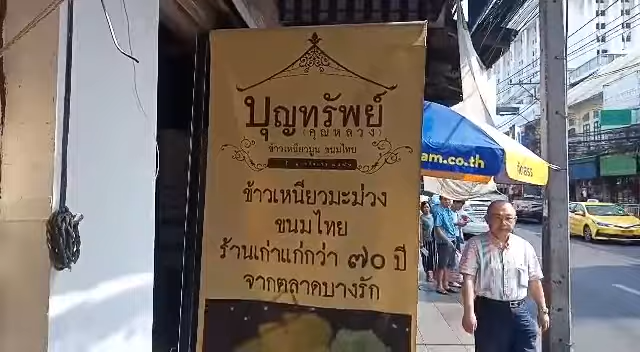 บุญทรัพย์
(คุณหลวง)
ข้าวเหนียวมูน ขนมไทย
ข้าวเหนียวมะม่วง
ขนมไทย
ร้านเก่าแก่กว่า ๗๐ ปี
จากตลาดบางรัก
am.co.th